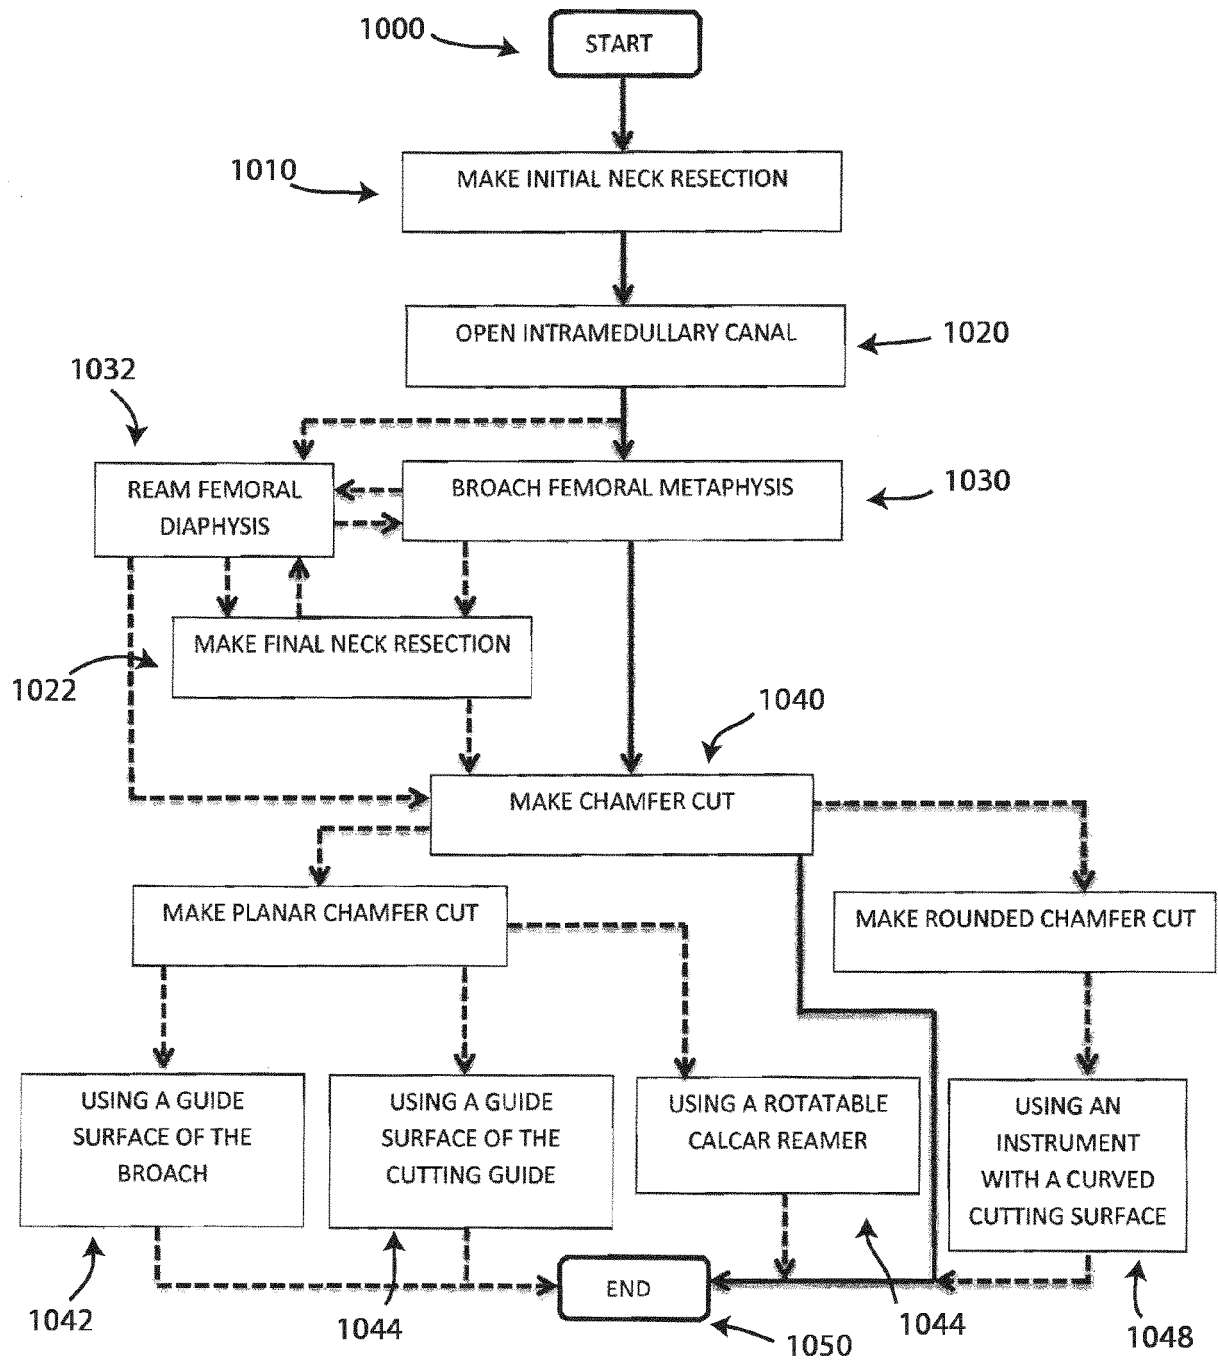 1000
START
1010
MAKE INITIAL NECK RESECTION
OPEN INTRAMEDULLARY CANAL
1020
1032
REAM FEMORAL
DIAPHYSIS
BROACH FEMORAL METAPHYSIS
1030
MAKE FINAL NECK RESECTION
1022
1040
MAKE CHAMFER CUT
MAKE PLANAR CHAMFER CUT
MAKE ROUNDED CHAMFER CUT
USING A GUIDE
SURFACE OF THE
BROACH
USING A GUIDE
SURFACE OF THE
CUTTING GUIDE
USING A ROTATABLE
CALCAR REAMER
USING AN
INSTRUMENT
WITH A CURVED
CUTTING SURFACE
END
1042
1044
1050
1044
1048